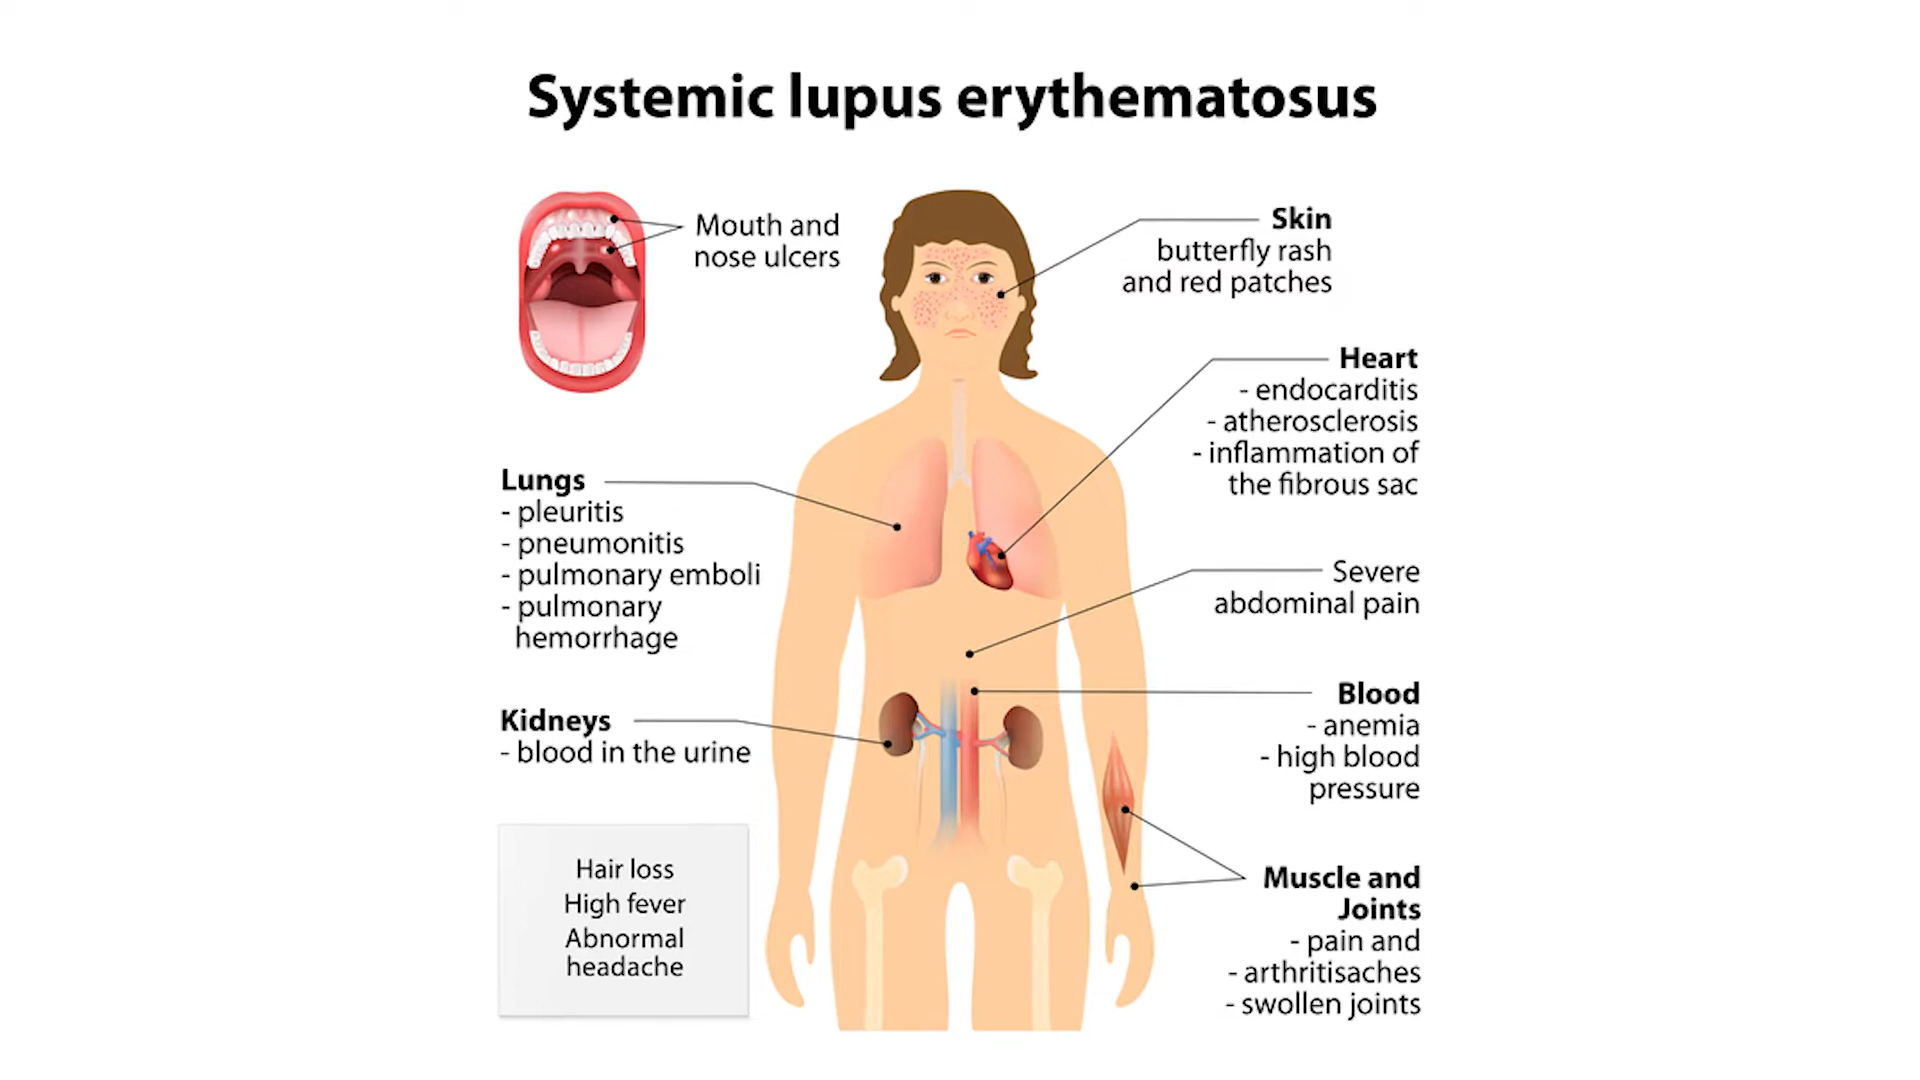 Systemic lupus erythematosus
Mouth and
nose ulcers
Skin
butterfly rash
and red patches
Heart
- endocarditis
- atherosclerosis
- inflammation of
the fibrous sac
Lungs
- pleuritis
- pneumonitis
- pulmonary emboli
- pulmonary
hemorrhage
Severe
abdominal pain
Kidneys
- blood in the urine
Blood
- anemia
- high blood
pressure
Hair loss
High fever
Abnormal
headache
Muscle and
Joints
- pain and
- arthritisaches
- swollen joints